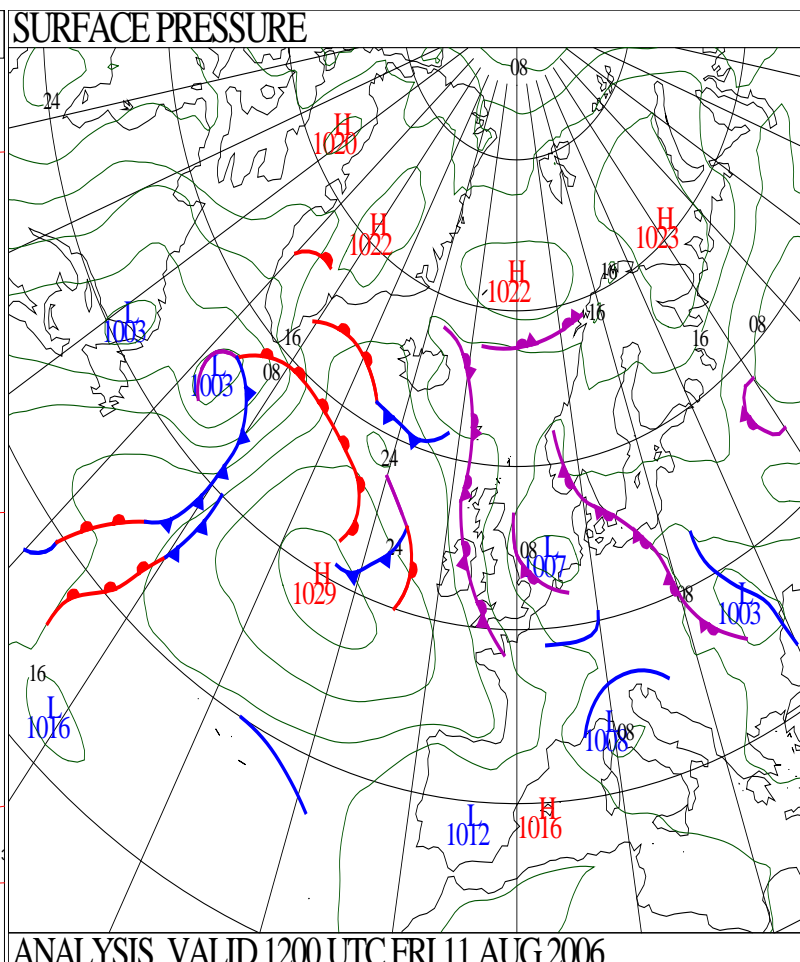 SURFACE PRESSURE
08
24
H
1020
H
1022
H
1023
H
1022
16
16
L
1003
16
08
16
L
1003
08
24
24
H
1029
08
L
1007
08
L
1003
16
L
1016
L
1008
08
L
1012
H
1016
ANALYSIS VALID 1200 UTC FRI 11 AUG 2006